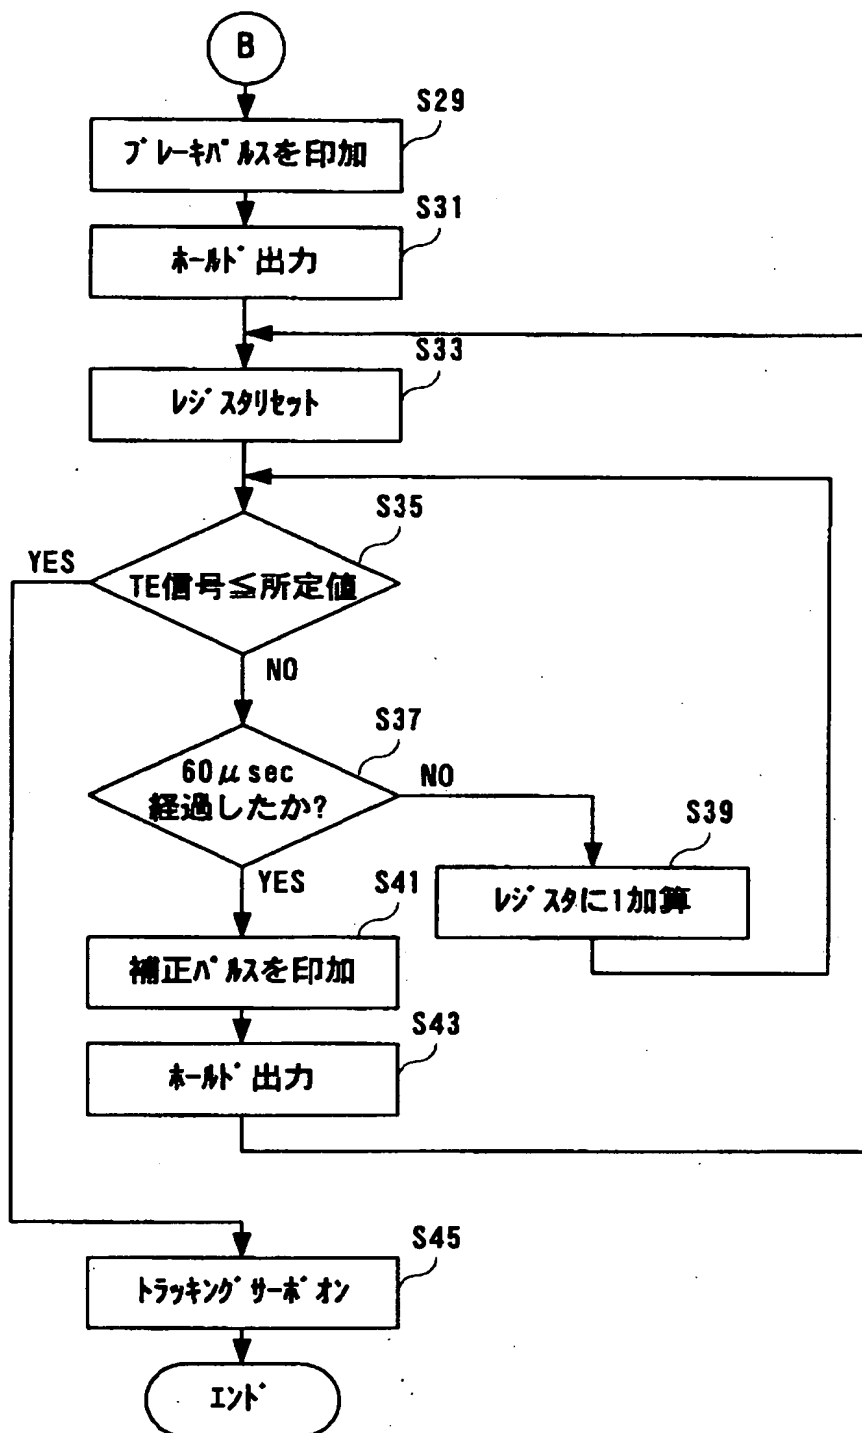 B
S29
ブレーキパルスを印加
S31
ホールド出力
S33
レジスタリセット
S35
YES
TE信号≦所定値
NO
S37
60μsec
経過したか?
NO
S39
レジスタに1加算
YES
S41
補正パルスを印加
S43
ホールド出力
S45
トラッキングサーボオン
エンド